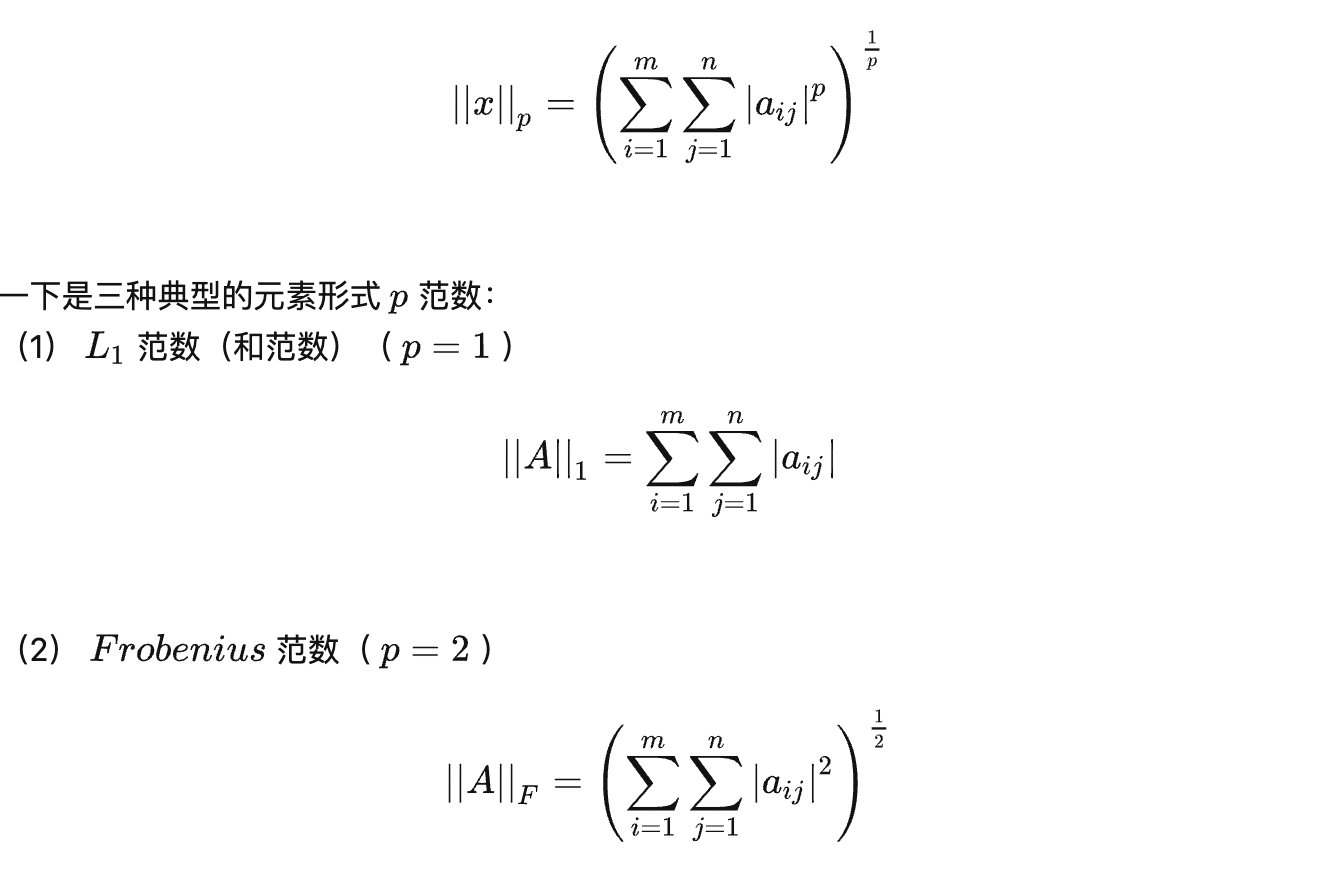 $$||x||_p = \left( \sum_{i=1}^{m} \sum_{j=1}^{n} |a_{ij}|^p \right)^{\frac{1}{p}}$$
一下是三种典型的元素形式 $p$ 范数：
（1） $L_1$ 范数（和范数）（ $p = 1$ ）
$$||A||_1 = \sum_{i=1}^{m} \sum_{j=1}^{n} |a_{ij}|$$
（2） $Frobenius$ 范数（ $p = 2$ ）
$$||A||_F = \left( \sum_{i=1}^{m} \sum_{j=1}^{n} |a_{ij}|^2 \right)^{\frac{1}{2}}$$